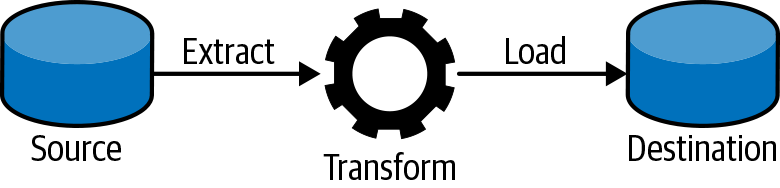 Extract
Load
Source
Transform
Destination